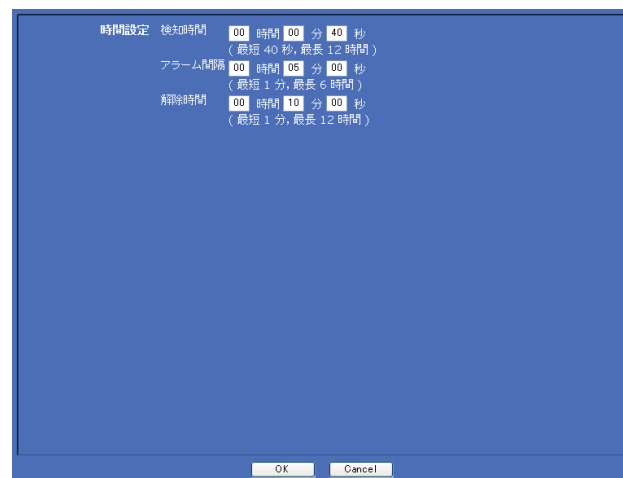 時間設定 検知時間 00 時間 00 分 40 秒
( 最短 40 秒, 最長 12 時間 )
アラーム間隔 00 時間 05 分 00 秒
( 最短 1 分, 最長 6 時間 )
解除時間 00 時間 10 分 00 秒
( 最短 1 分, 最長 12 時間 )
OK Cancel